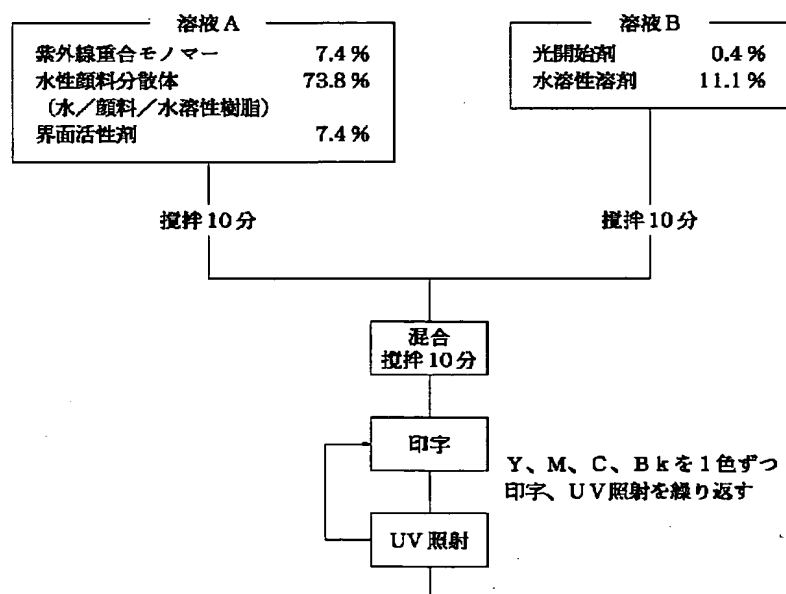 溶液A
紫外線重合モノマー 7.4%
水性顔料分散体 73.8%
(水/顔料/水溶性樹脂)
界面活性剤 7.4%
溶液B
光開始剤 0.4%
水溶性溶剤 11.1%
撹拌10分
撹拌10分
混合
撹拌10分
印字
Y、M、C、Bkを1色ずつ
印字、UV照射を繰り返す
UV照射